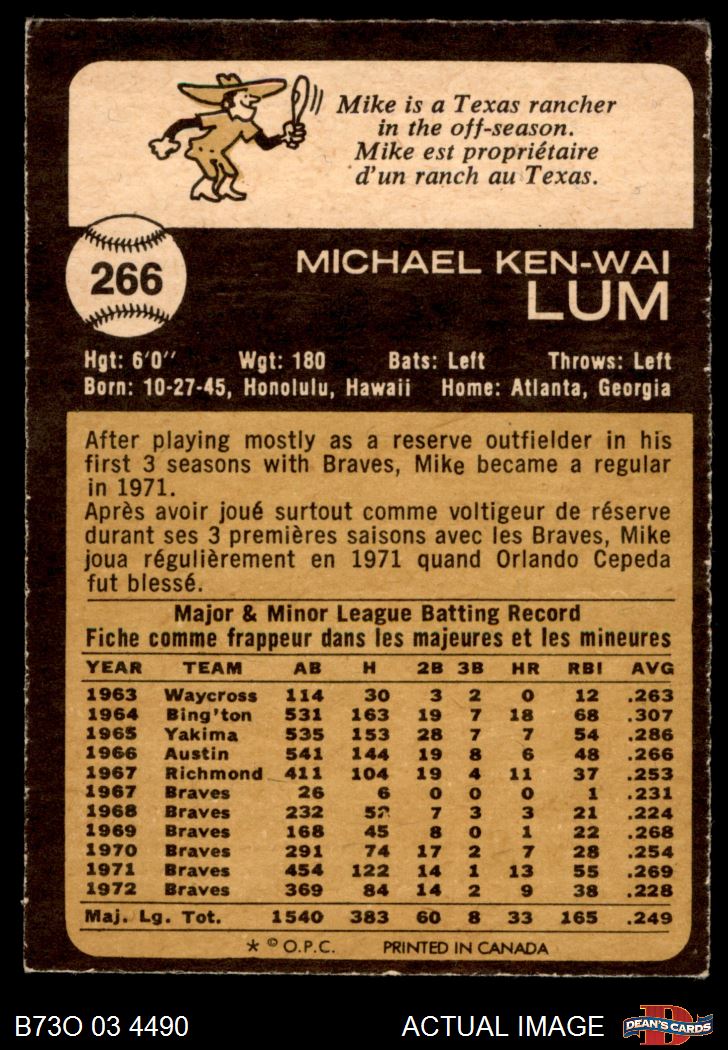 Mike is a Texas rancher
in the off-season.
Mike est propriétaire
d'un ranch au Texas.
266
MICHAEL KEN-WAI
LUM
Hgt: 6'0" Wgt: 180 Bats: Left Throws: Left
Born: 10-27-45, Honolulu, Hawaii Home: Atlanta, Georgia
After playing mostly as a reserve outfielder in his
first 3 seasons with Braves, Mike became a regular
in 1971.
Après avoir joué surtout comme voltigeur de réserve
durant ses 3 premières saisons avec les Braves, Mike
joua régulièrement en 1971 quand Orlando Cepeda
fut blessé.
Major & Minor League Batting Record
Fiche comme frappeur dans les majeures et les mineures
YEAR TEAM AB H 2B 3B HR RBI AVG
1963 Waycross 114 30 3 2 0 12 .263
1964 Bing'ton 531 163 19 7 18 68 .307
1965 Yakima 535 153 28 7 7 54 .286
1966 Austin 541 144 19 8 6 48 .266
1967 Richmond 411 104 19 4 11 37 .253
1967 Braves 26 6 0 0 0 1 .231
1968 Braves 232 52 7 3 3 21 .224
1969 Braves 168 45 8 0 1 22 .268
1970 Braves 291 74 17 2 7 28 .254
1971 Braves 454 122 14 1 13 55 .269
1972 Braves 369 84 14 2 9 38 .228
Maj. Lg. Tot. 1540 383 60 8 33 165 .249
* © O.P.C. PRINTED IN CANADA
B73O 03 4490 ACTUAL IMAGE D DEAN'S CARDS